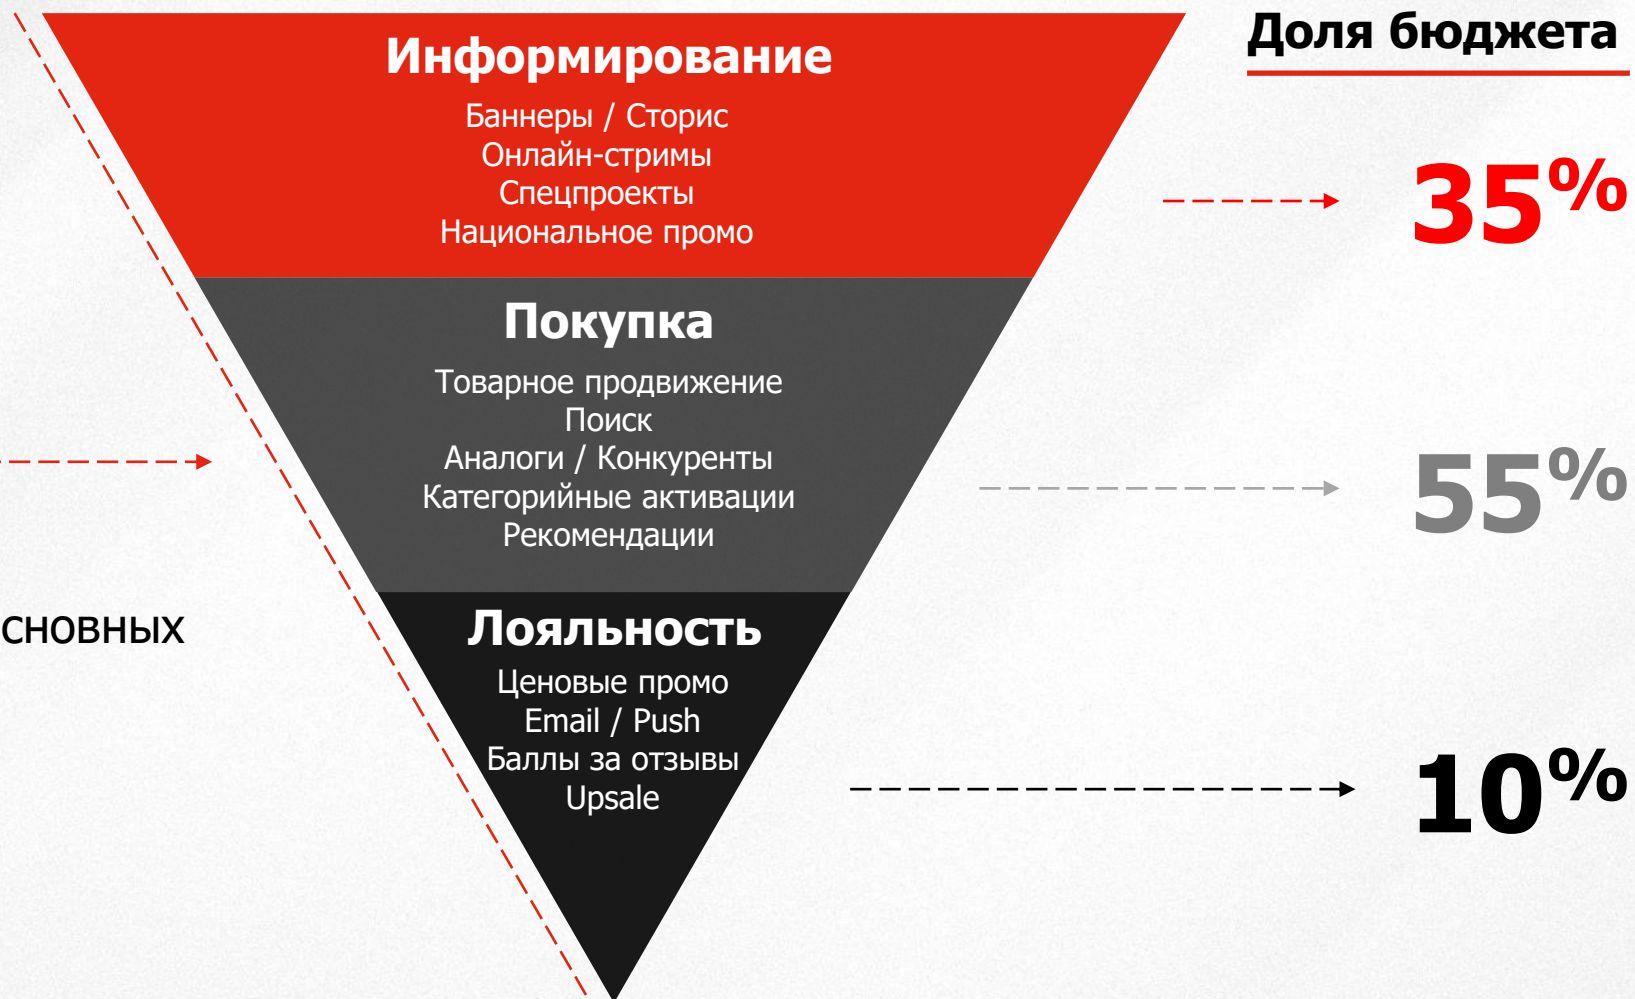 Доля бюджета
Информирование
Баннеры / Сторис
Онлайн-стримы
Спецпроекты
Национальное промо
35%
Покупка
Товарное продвижение
Поиск
Аналоги / Конкуренты
Категорийные активации
Рекомендации
55%
сновных
Лояльность
Ценовые промо
Email / Push
Баллы за отзывы
Upsale
10%